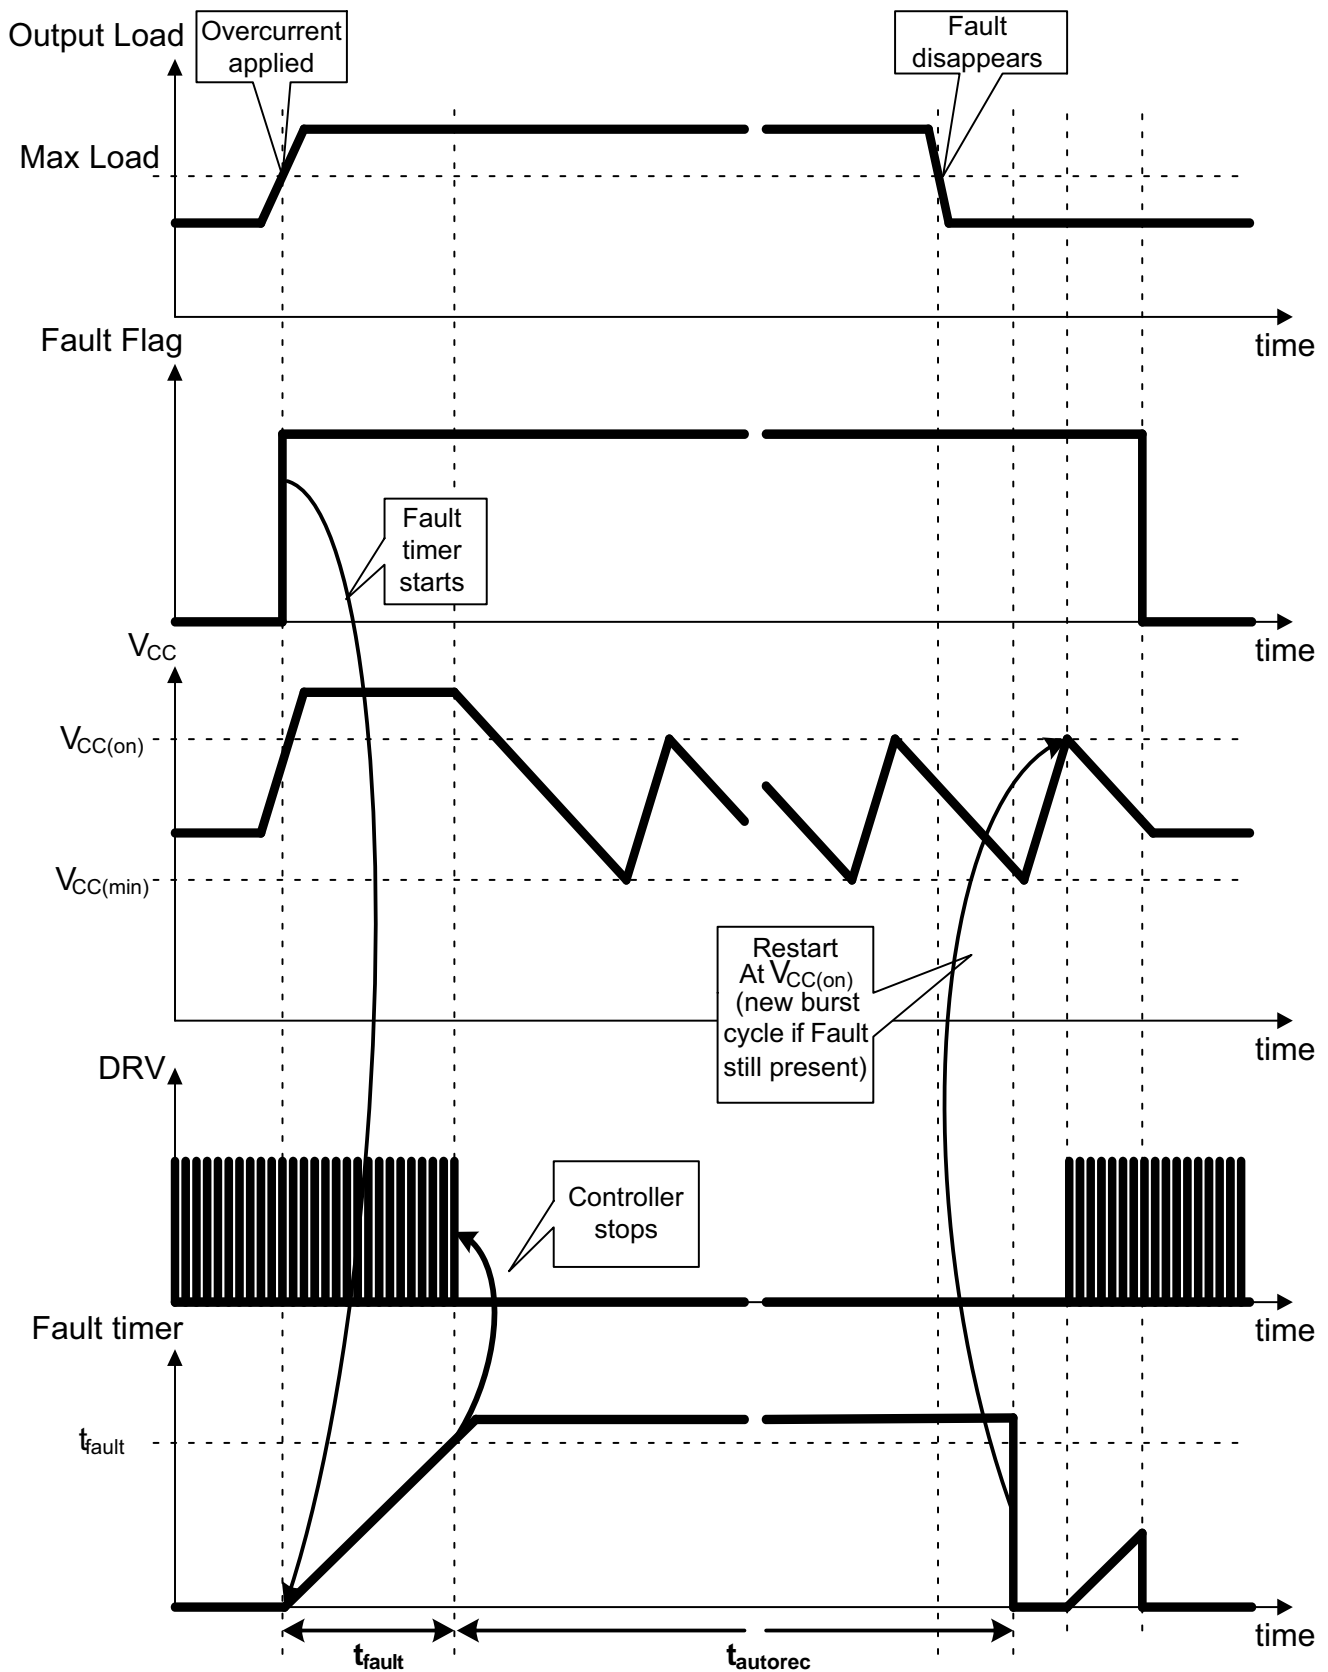 Output Load
Overcurrent
applied
Fault
disappears
Max Load
time
Fault Flag
Fault
timer
starts
time
VCC
VCC(on)
VCC(min)
Restart
At VCC(on)
(new burst
cycle if Fault
still present)
time
DRV
Controller
stops
time
Fault timer
tfault
time
tfault
tautorec